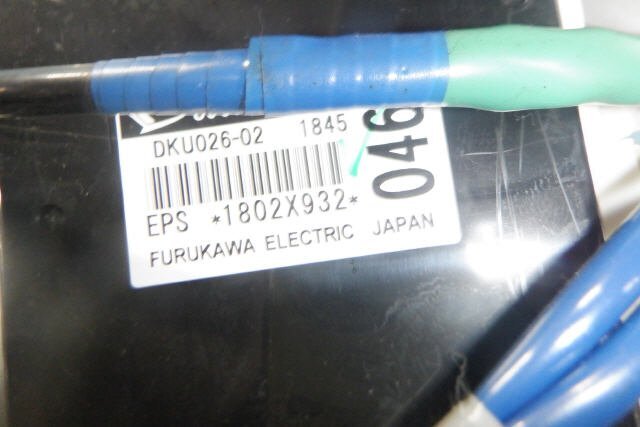 DKU026-02 1845
046
EPS *1802X932*
FURUKAWA ELECTRIC JAPAN